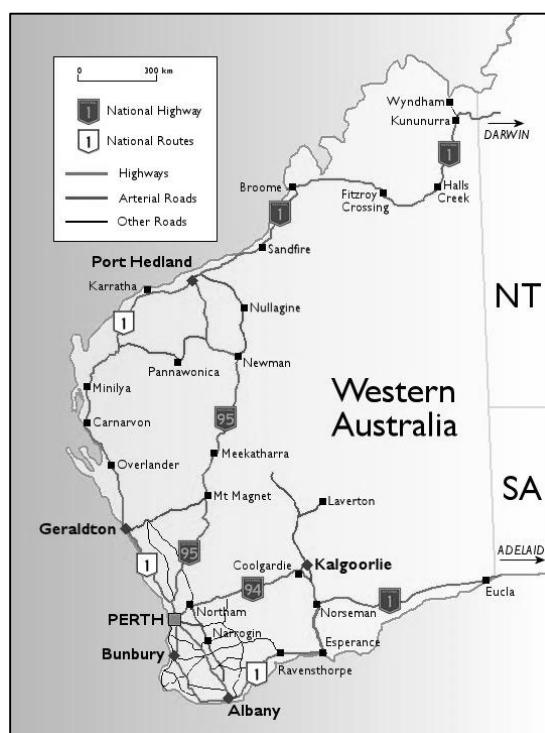 0 300 km
1 National Highway
1 National Routes
Highways
Arterial Roads
Other Roads
Wyndham
Kununurra
DARWIN
1
Broome
Fitzroy
Crossing
Halls
Creek
1
Sandfire
Port Hedland
Karratha
Nullagine
NT
1
Pannawonica
Newman
Minilya
Western
Australia
95
Carnarvon
Meekatharra
Overlander
SA
Mt Magnet
Laverton
Geraldton
95
1
Coolgardie
Kalgoorlie
ADELAID
94
Eucla
Northam
Norseman
1
PERTH
Narrogin
Esperance
Bunbury
1
Ravensthorpe
Albany